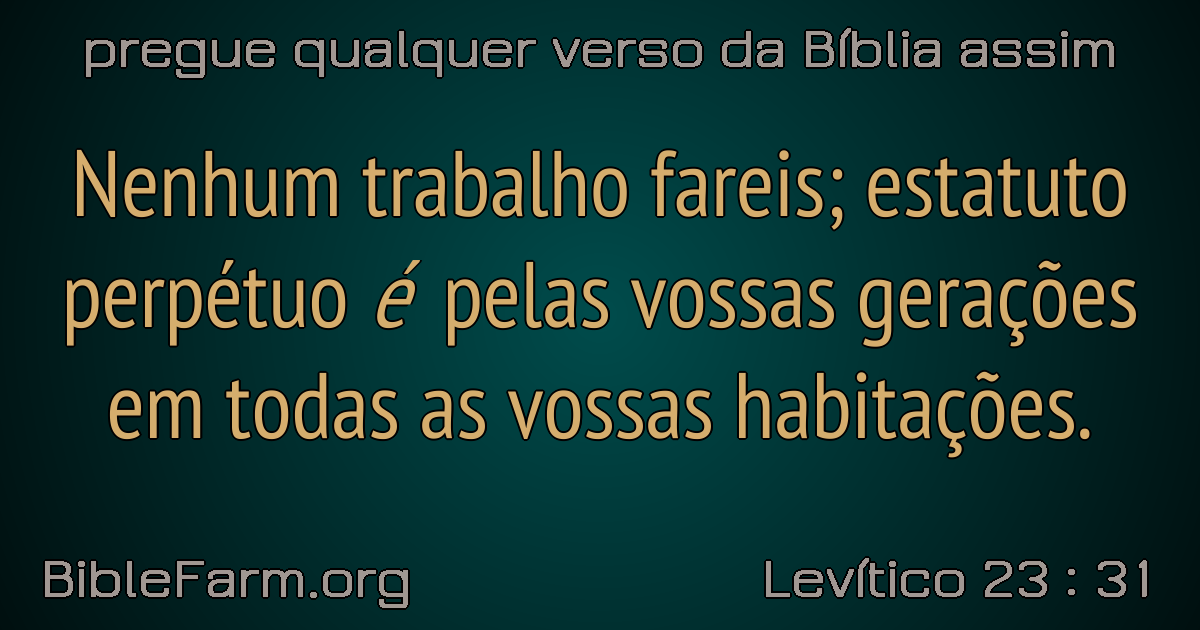 pregue qualquer verso da Bíblia assim
Nenhum trabalho fareis; estatuto
perpétuo é pelas vossas gerações
em todas as vossas habitações.
BibleFarm.org
Levítico 23 : 31